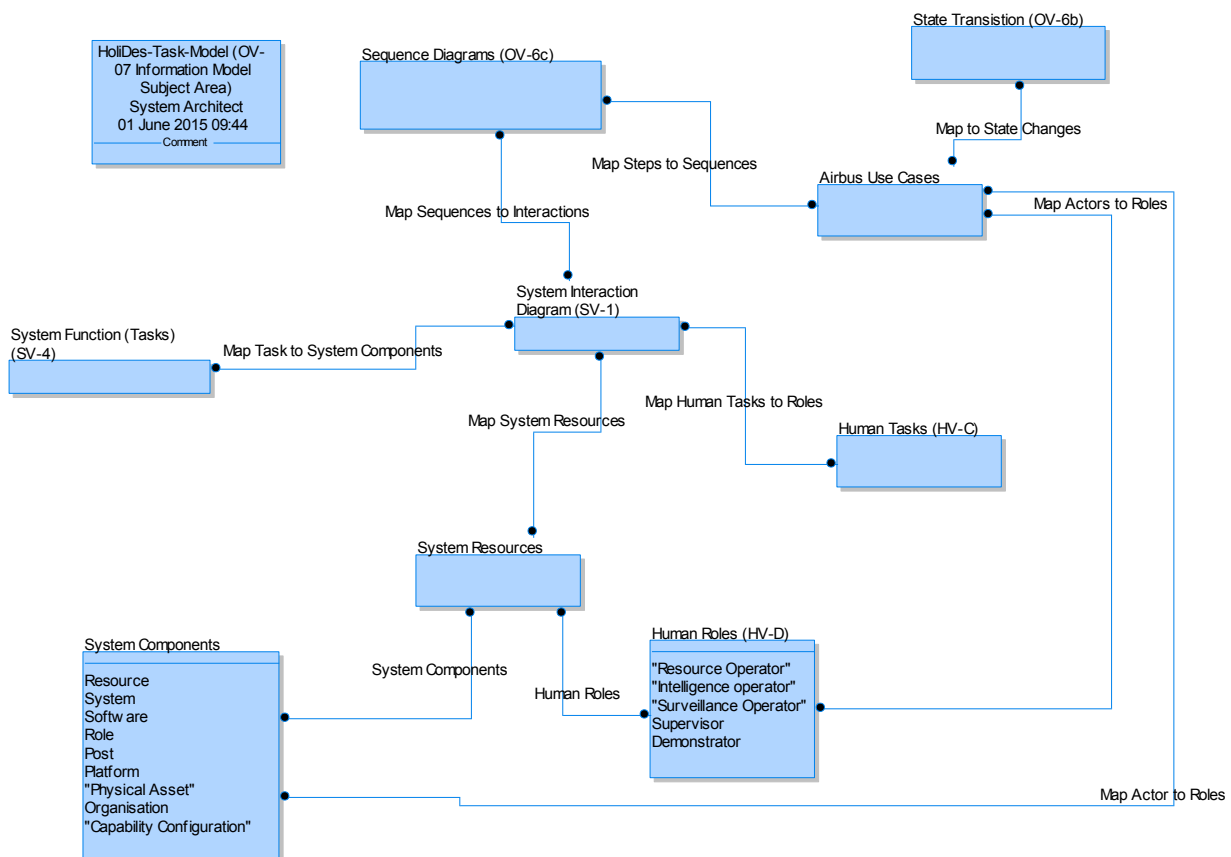 State Transistion (OV-6b)
HoliDes-Task-Model (OV-
07 Information Model
Subject Area)
System Architect
01 June 2015 09:44
Comment
Sequence Diagrams (OV-6c)
Map to State Changes
Map Steps to Sequences
Airbus Use Cases
Map Actors to Roles
Map Sequences to Interactions
System Interaction
Diagram (SV-1)
System Function (Tasks)
(SV-4)
Map Task to System Components
Map Human Tasks to Roles
Map System Resources
Human Tasks (HV-C)
System Resources
System Components
Resource
System
Software
Role
Post
Platform
"Physical Asset"
Organisation
"Capability Configuration"
System Components
Human Roles
Human Roles (HV-D)
"Resource Operator"
"Intelligence operator"
"Surveillance Operator"
Supervisor
Demonstrator
Map Actor to Roles